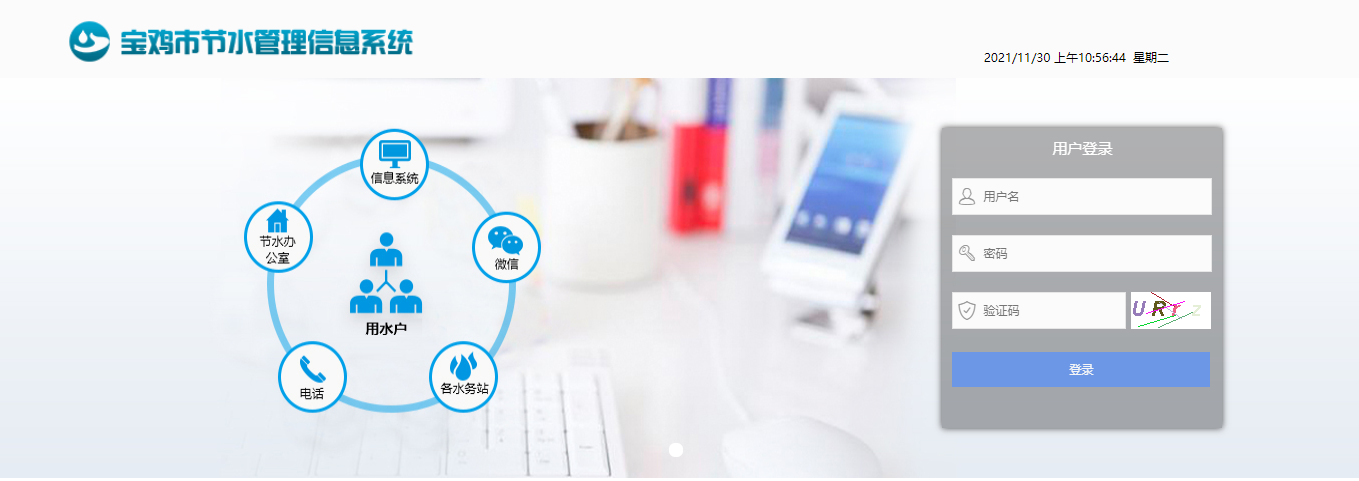 宝鸡市节水管理信息系统
2021/11/30 上午10:56:44 星期二
信息系统
节水办
公室
微信
用水户
电话
各水务站
用户登录
用户名
密码
验证码
URYz
登录